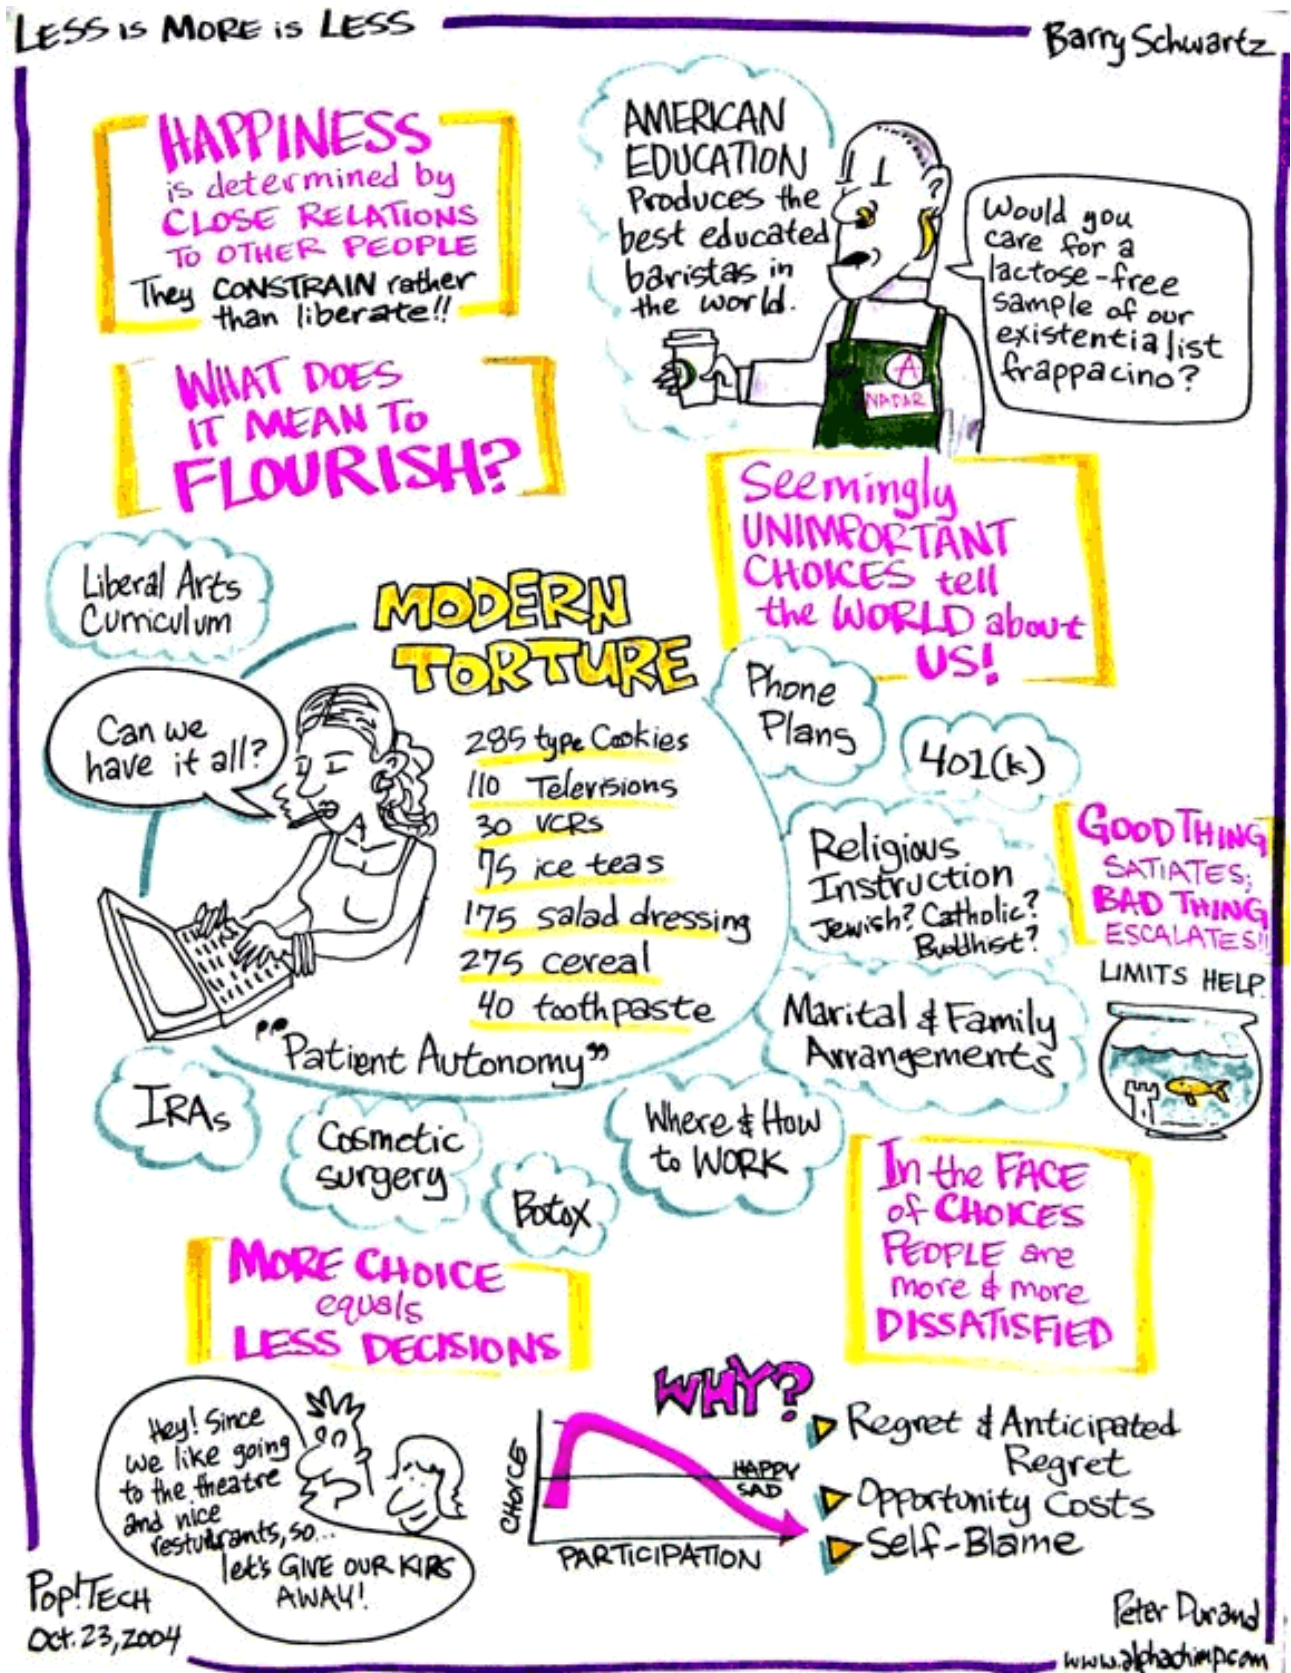 LESS is MORE is LESS
Barry Schwartz
HAPPINESS
is determined by
CLOSE RELATIONS
TO OTHER PEOPLE
They CONSTRAIN rather
than liberate!!
AMERICAN
EDUCATION
Produces the
best educated
baristas in
the world.
Would you
care for a
lactose-free
sample of our
existentialist
frappacino?
A
NADAR
WHAT DOES
IT MEAN TO
FLOURISH?
Seemingly
UNIMPORTANT
CHOICES tell
the WORLD about
US!
Liberal Arts
Curriculum
MODERN
TORTURE
Can we
have it all?
285 type Cookies
110 Televisions
30 VCRs
75 ice teas
175 salad dressing
275 cereal
40 toothpaste
"Patient Autonomy"
Phone
Plans
401(k)
Religious
Instruction
Jewish? Catholic?
Buddhist?
GOOD THING
SATIATES;
BAD THING
ESCALATES!!
LIMITS HELP.
Marital & Family
Arrangements
IRAs
Cosmetic
surgery
Botox
Where & How
to WORK
In the FACE
of CHOICES
PEOPLE are
more & more
DISSATISFIED
MORE CHOICE
equals
LESS DECISIONS
Hey! Since
we like going
to the theatre
and nice
resturants, so...
let's GIVE OUR KIDS
AWAY!
WHY?
CHOICE
HAPPY
SAD
PARTICIPATION
Regret & Anticipated
Regret
Opportunity Costs
Self-Blame
Pop!TECH
Oct. 23, 2004
Peter Durand
www.alphachimp.com